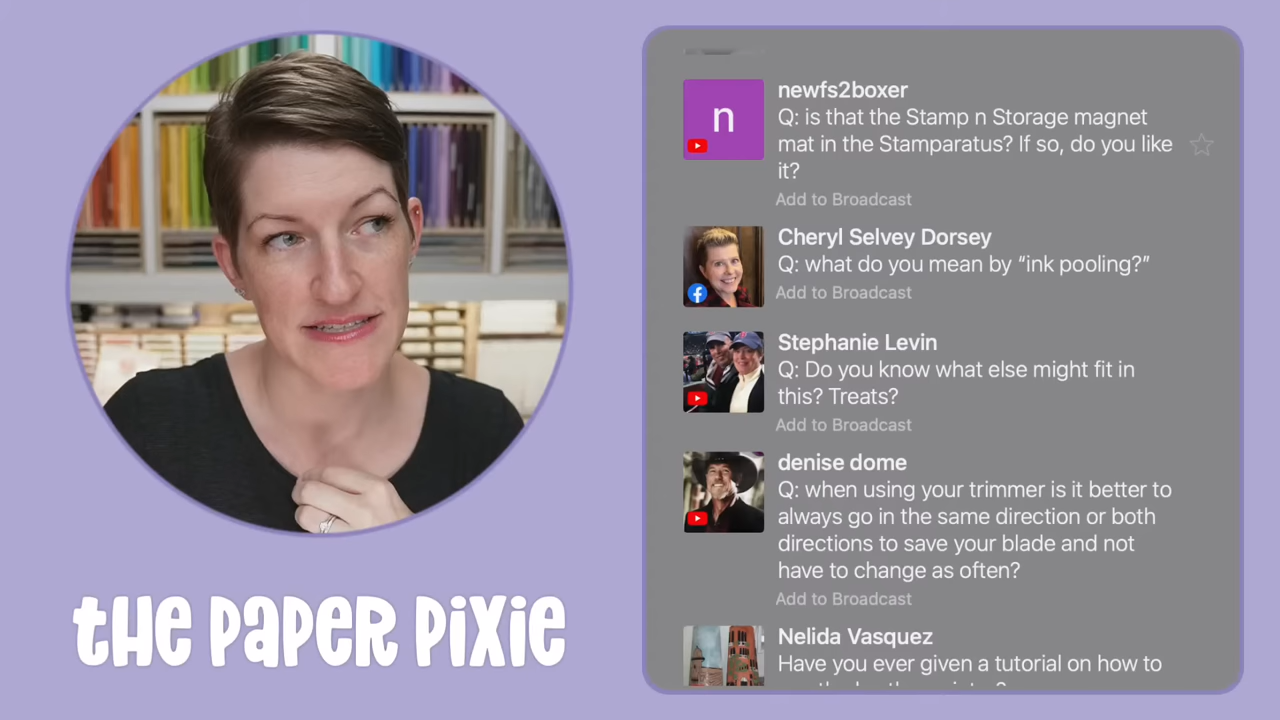 the paper pixie
n
newfs2boxer
Q: is that the Stamp n Storage magnet
mat in the Stamparatus? If so, do you like
it?
Add to Broadcast
Cheryl Selvey Dorsey
Q: what do you mean by “ink pooling?”
Add to Broadcast
Stephanie Levin
Q: Do you know what else might fit in
this? Treats?
Add to Broadcast
denise dome
Q: when using your trimmer is it better to
always go in the same direction or both
directions to save your blade and not
have to change as often?
Add to Broadcast
Nelida Vasquez
Have you ever given a tutorial on how to